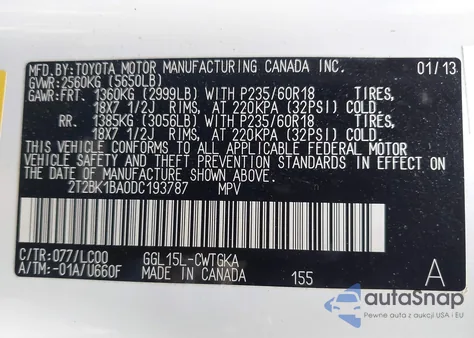 MFD.BY:TOYOTA MOTOR MANUFACTURING CANADA INC. 01/13
GVWR:2560KG (5650LB)
GAWR:FRT. 1360KG (2999LB) WITH P235/60R18 TIRES,
18X7 1/2J RIMS, AT 220KPA (32PSI) COLD.
RR. 1385KG (3056LB) WITH P235/60R18 TIRES,
18X7 1/2J RIMS, AT 220KPA (32PSI) COLD.
THIS VEHICLE CONFORMS TO ALL APPLICABLE FEDERAL MOTOR
VEHICLE SAFETY AND THEFT PREVENTION STANDARDS IN EFFECT ON
THE DATE OF MANUFACTURE SHOWN ABOVE.
2T2BK1BA0DC193787 MPV
C/TR:077/LC00 GGL15L-CWTGKA
A/TM:-01A/U660F MADE IN CANADA 155 A
autoSnap
Pewne auta z USA i EU